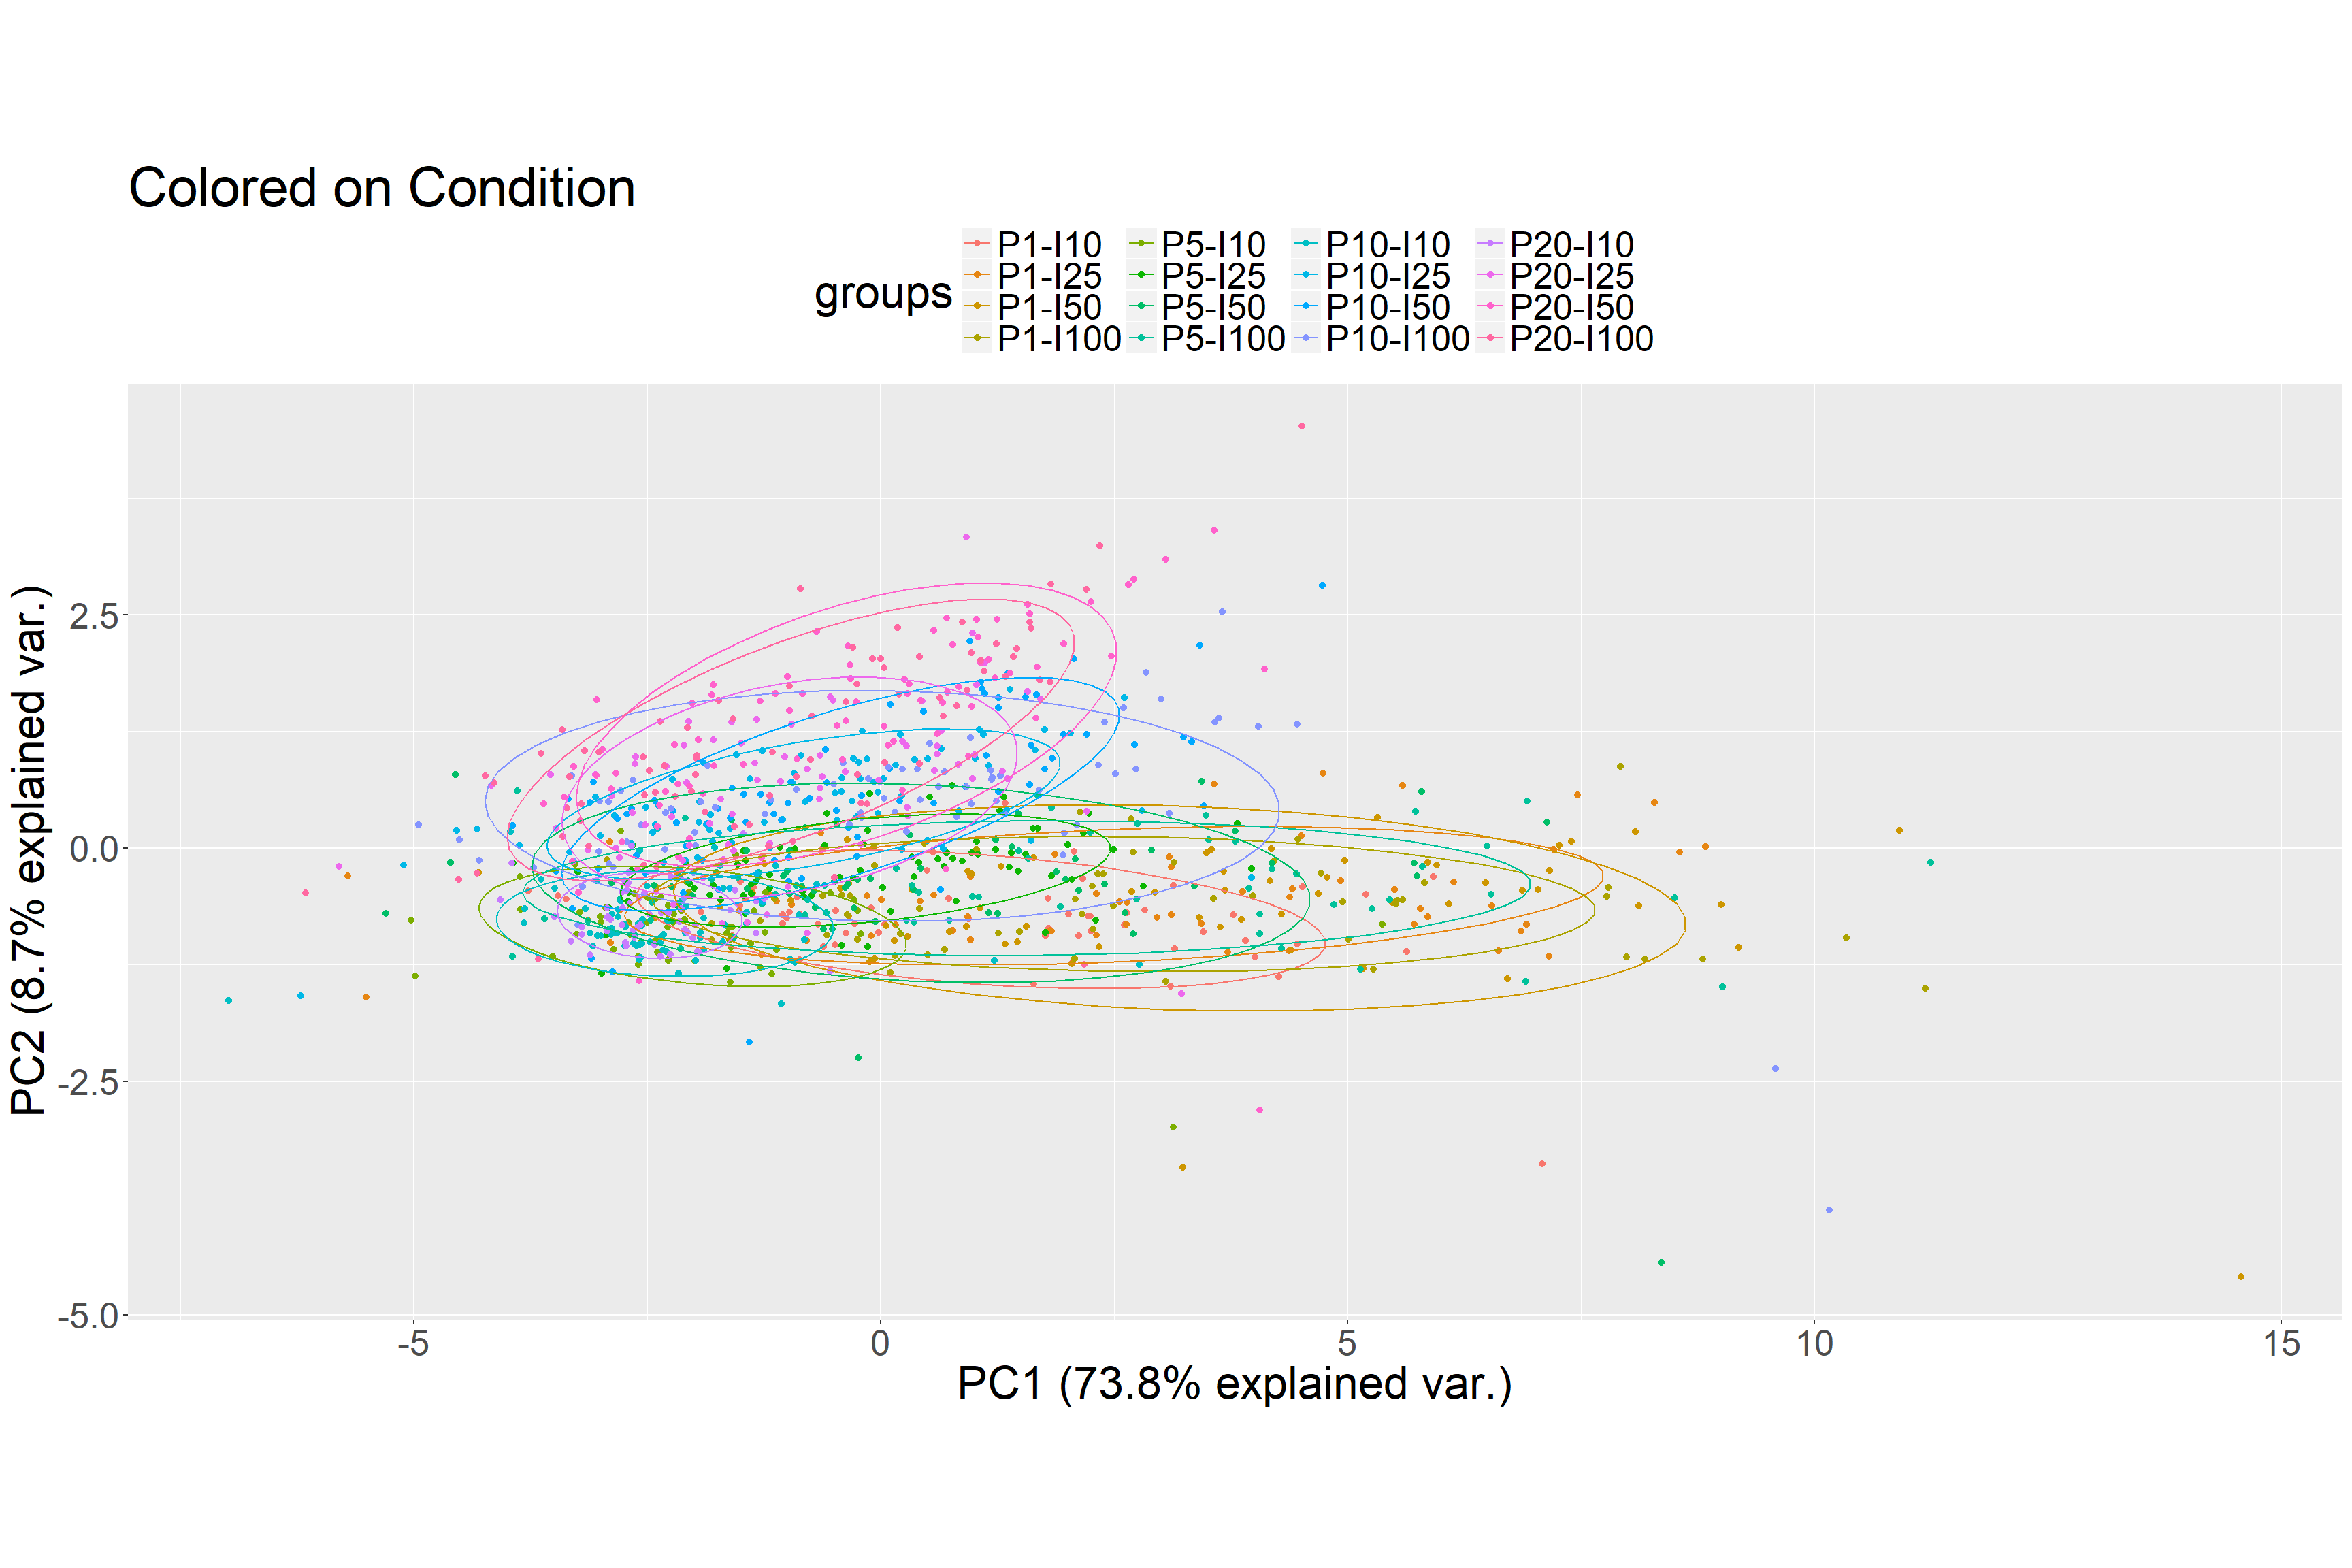 Colored on Condition
groups
P1-I10 P5-I10 P10-I10 P20-I10
P1-I25 P5-I25 P10-I25 P20-I25
P1-I50 P5-I50 P10-I50 P20-I50
P1-I100 P5-I100 P10-I100 P20-I100
PC2 (8.7% explained var.)
2.5
0.0
-2.5
-5.0
-5 0 5 10 15
PC1 (73.8% explained var.)